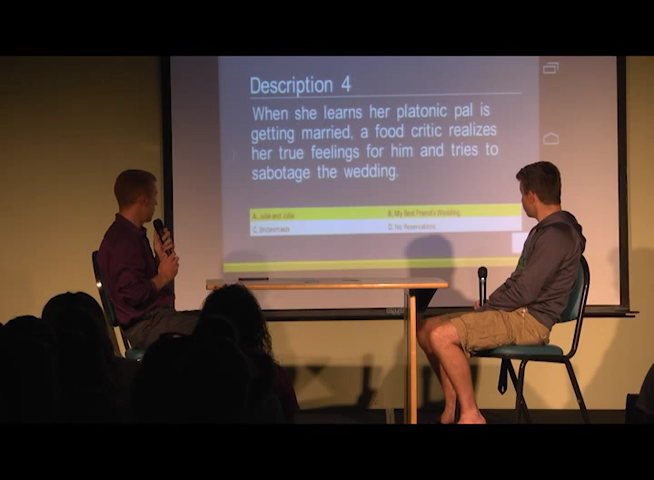 Description 4
When she learns her platonic pal is
getting married, a food critic realizes
her true feelings for him and tries to
sabotage the wedding.
A. Julie and Julia B. My Best Friend's Wedding
C. Bridesmaids D. No Reservations